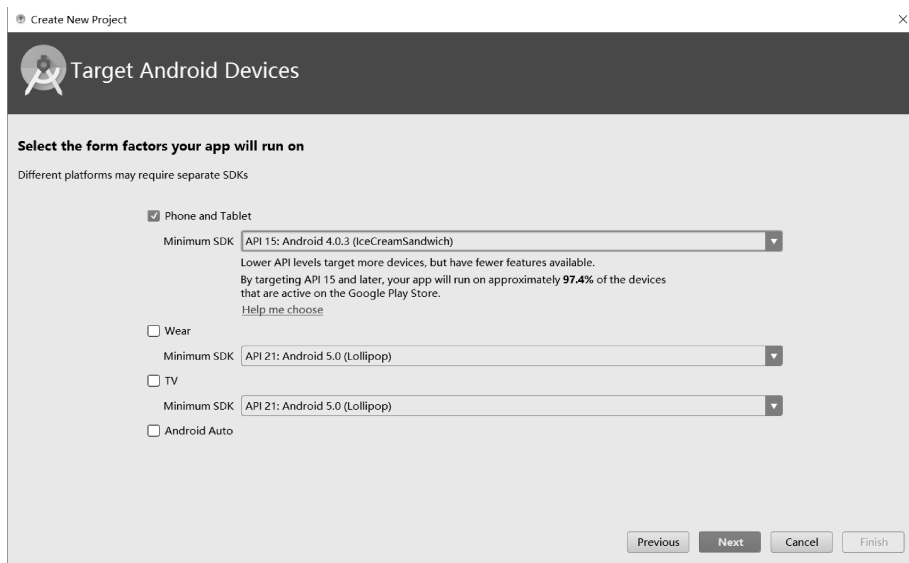 Create New Project
Target Android Devices
Select the form factors your app will run on
Different platforms may require separate SDKs
Phone and Tablet
Minimum SDK API 15: Android 4.0.3 (IceCreamSandwich)
Lower API levels target more devices, but have fewer features available.
By targeting API 15 and later, your app will run on approximately 97.4% of the devices
that are active on the Google Play Store.
Help me choose
Wear
Minimum SDK API 21: Android 5.0 (Lollipop)
TV
Minimum SDK API 21: Android 5.0 (Lollipop)
Android Auto
Previous Next Cancel Finish